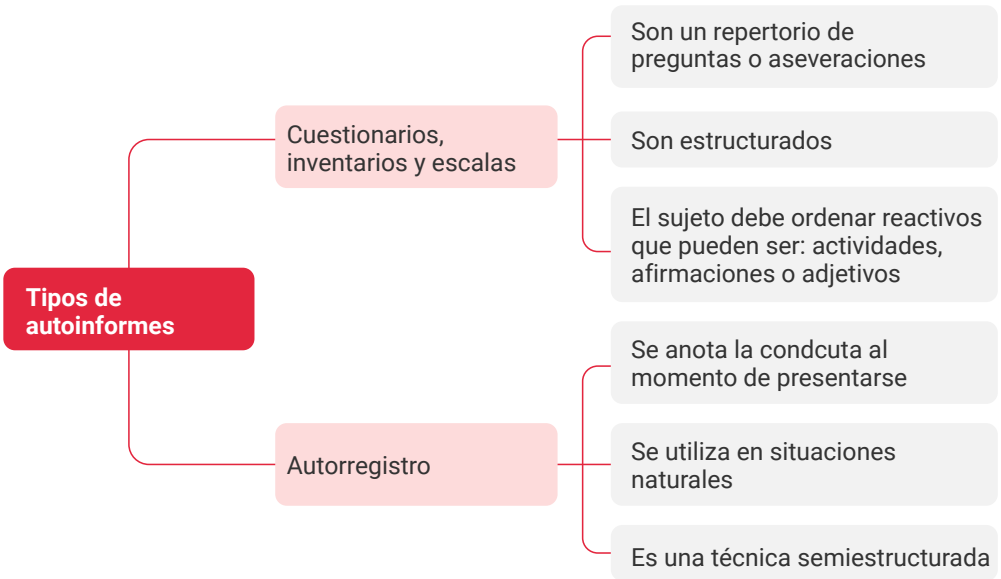 Tipos de
autoinformes
Cuestionarios,
inventarios y escalas
Son un repertorio de
preguntas o aseveraciones
Son estructurados
El sujeto debe ordenar reactivos
que pueden ser: actividades,
afirmaciones o adjetivos
Autorregistro
Se anota la condcuta al
momento de presentarse
Se utiliza en situaciones
naturales
Es una técnica semiestructurada